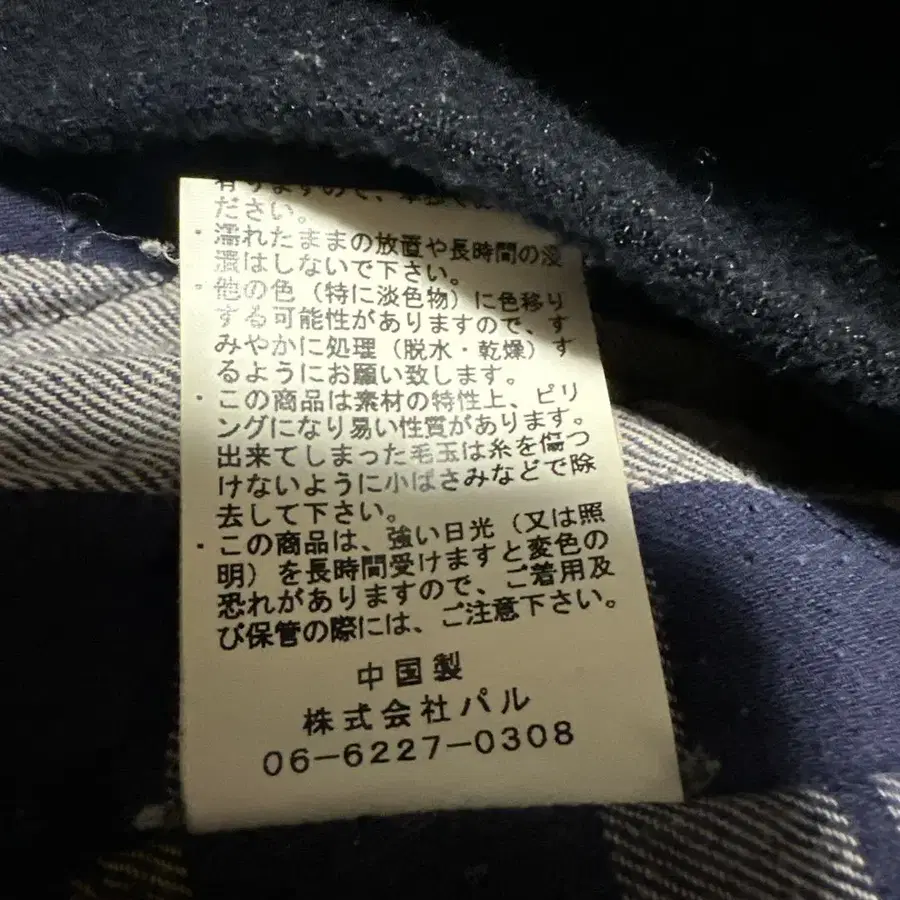 有りますので、
ださい。
・濡れたままの放置や長時間の浸
漬はしないで下さい。
・他の色（特に淡色物）に色移り
する可能性がありますので、す
みやかに処理（脱水・乾燥）す
るようにお願い致します。
・この商品は素材の特性上、ピリ
ングになり易い性質があります。
出来てしまった毛玉は糸を傷つ
けないように小ばさみなどで除
去して下さい。
・この商品は、強い日光（又は照
明）を長時間受けますと変色の
恐れがありますので、ご着用及
び保管の際には、ご注意下さい。
中国製
株式会社パル
06-6227-0308